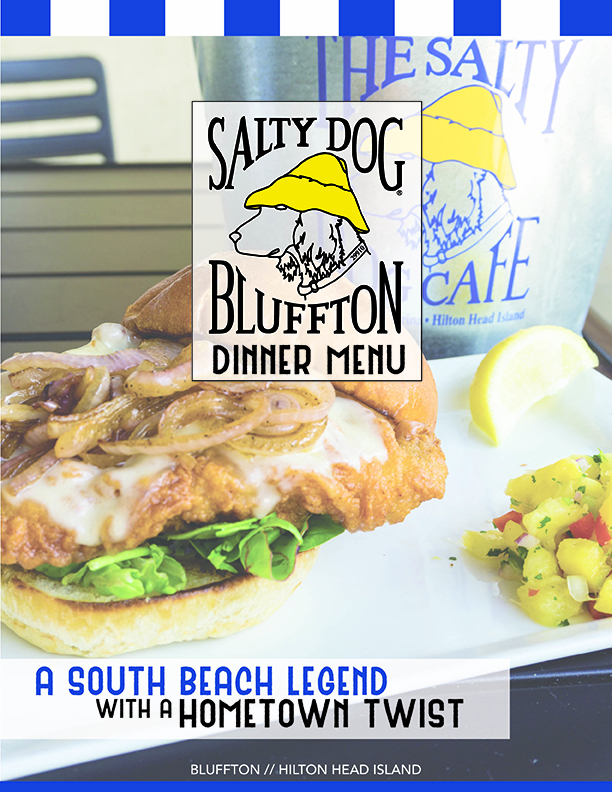 THE SALTY
CAFE
• Hilton Head Island
SALTY DOG®
BLUFFTON
DINNER MENU
A SOUTH BEACH LEGEND
WITH A HOMETOWN TWIST
BLUFFTON // HILTON HEAD ISLAND